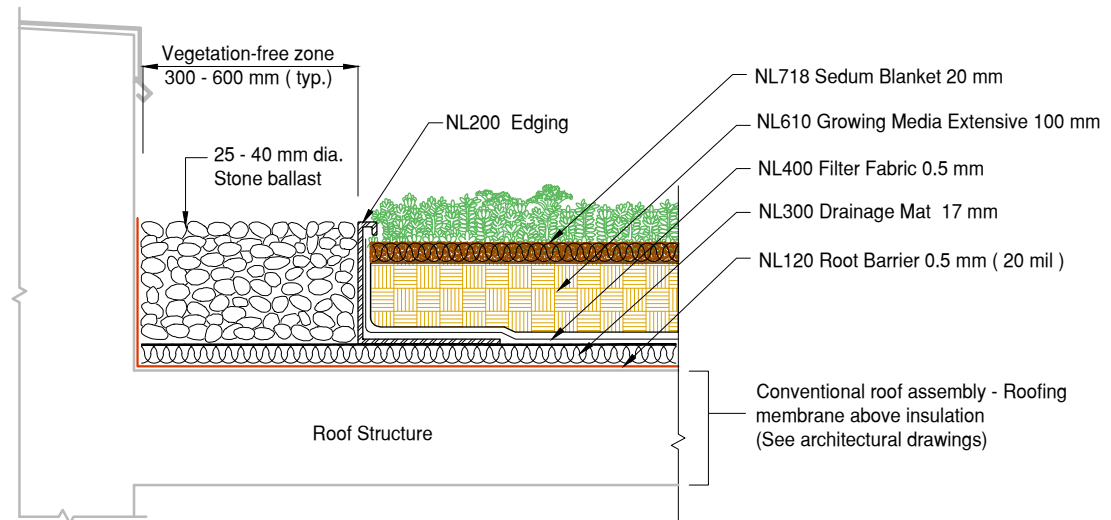 Vegetation-free zone
300 - 600 mm ( typ.)
25 - 40 mm dia.
Stone ballast
NL200 Edging
NL718 Sedum Blanket 20 mm
NL610 Growing Media Extensive 100 mm
NL400 Filter Fabric 0.5 mm
NL300 Drainage Mat 17 mm
NL120 Root Barrier 0.5 mm ( 20 mil )
Conventional roof assembly - Roofing
membrane above insulation
(See architectural drawings)
Roof Structure